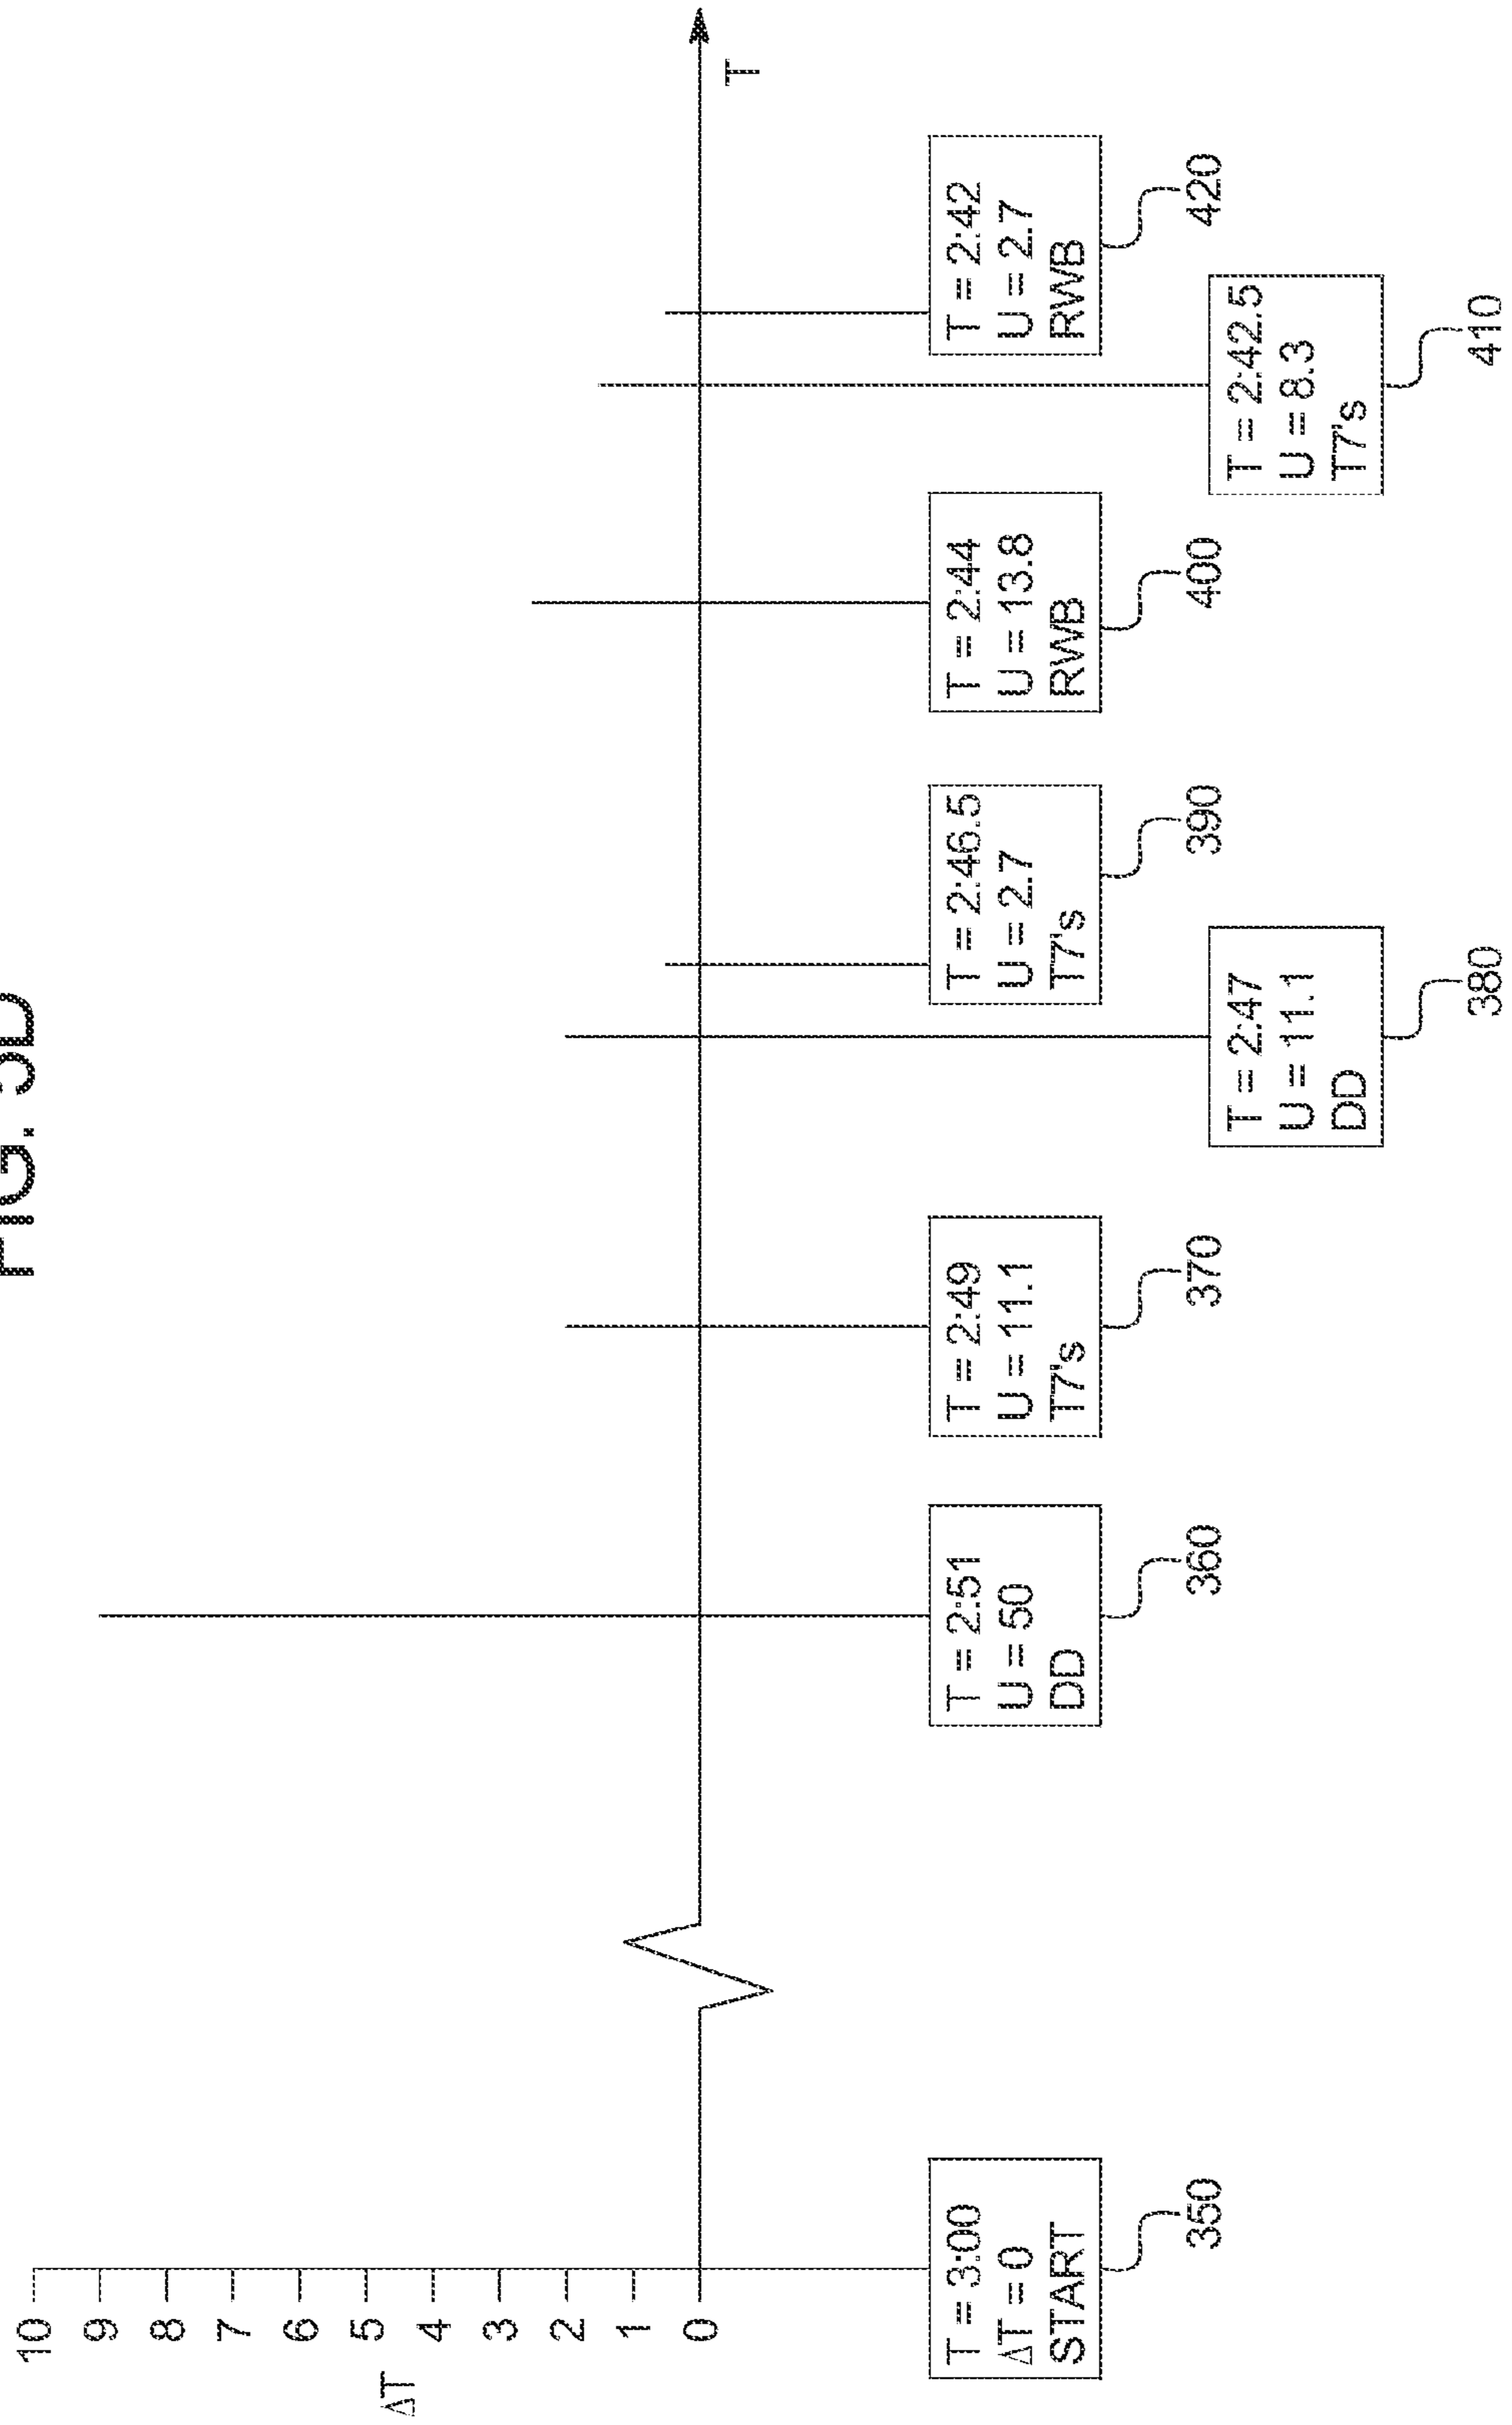 FIG.
10
9
8
7
6
5
4
3
2
1
0
ΔT
T
T = 3:00
ΔT = 0
START
350
T = 2:51
U = 50
DD
360
T = 2:49
U = 11.1
T7's
370
T = 2:47
U = 11.1
DD
380
T = 2:46.5
U = 2.7
T7's
390
T = 2:44
U = 13.8
RWB
400
T = 2:42.5
U = 8.3
T7's
410
T = 2:42
U = 2.7
RWB
420